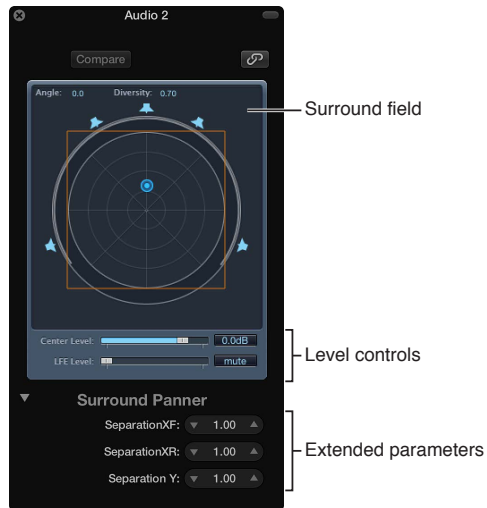 Audio 2
Compare
Angle: 0.0 Diversity: 0.70
Surround field
Center Level: 0.0dB
LFE Level: mute
Level controls
Surround Panner
SeparationXF: 1.00
SeparationXR: 1.00
Extended parameters
Separation Y: 1.00